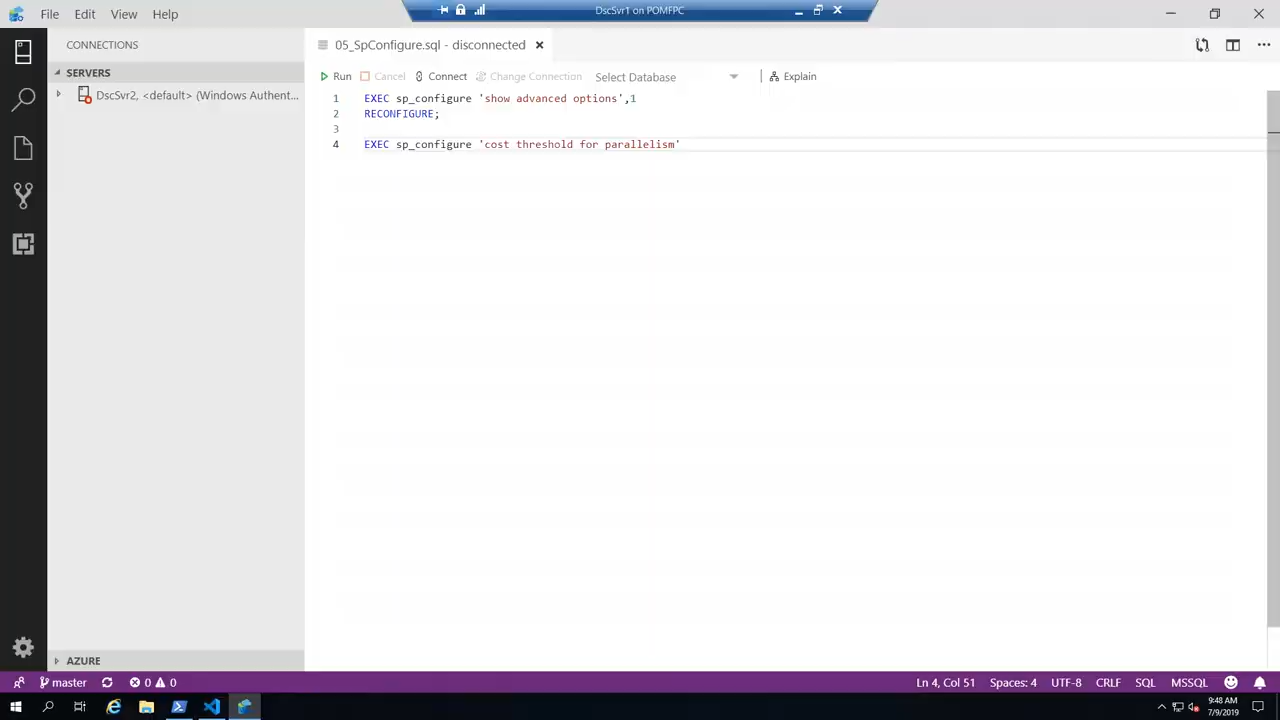 File Edit View Help
DscSvr1 on POMFPC
CONNECTIONS
05_SpConfigure.sql - disconnected
SERVERS
Run Cancel Connect Change Connection Select Database Explain
DscSvr2, <default> (Windows Authent...
1 EXEC sp_configure 'show advanced options',1
2 RECONFIGURE;
3
4 EXEC sp_configure 'cost threshold for parallelism'
AZURE
master 0 0 Ln 4, Col 51 Spaces: 4 UTF-8 CRLF SQL MSSQL
9:48 AM
7/9/2019